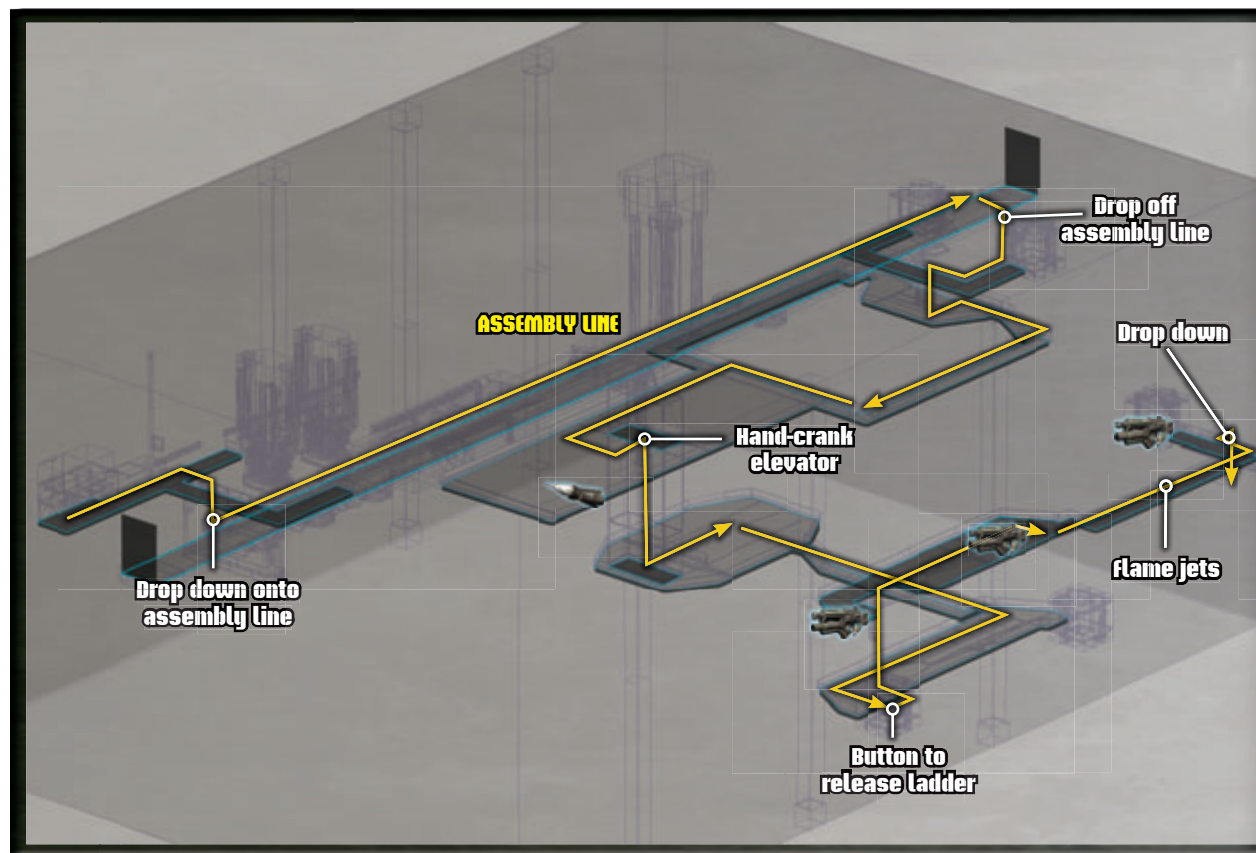 Drop off
assembly line
ASSEMBLY LINE
Drop down
Hand-crank
elevator
flame jets
Drop down onto
assembly line
Button to
release ladder